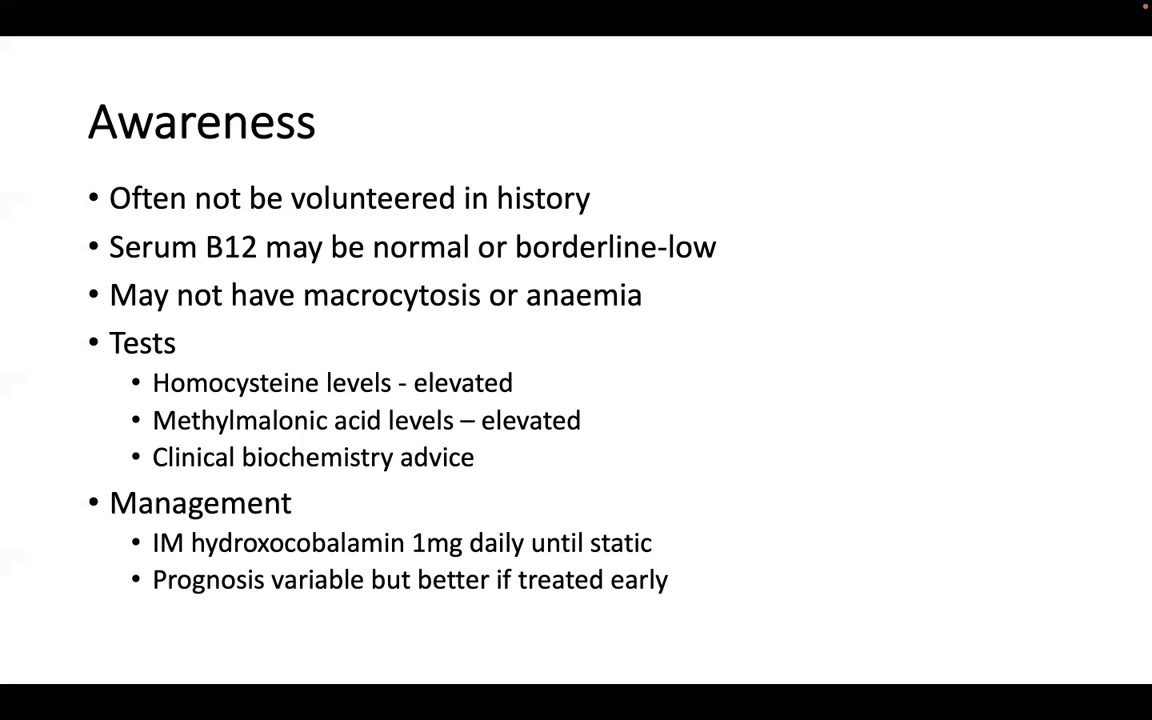 Awareness
• Often not be volunteered in history
• Serum B12 may be normal or borderline-low
• May not have macrocytosis or anaemia
• Tests
• Homocysteine levels - elevated
• Methylmalonic acid levels – elevated
• Clinical biochemistry advice
• Management
• IM hydroxocobalamin 1mg daily until static
• Prognosis variable but better if treated early